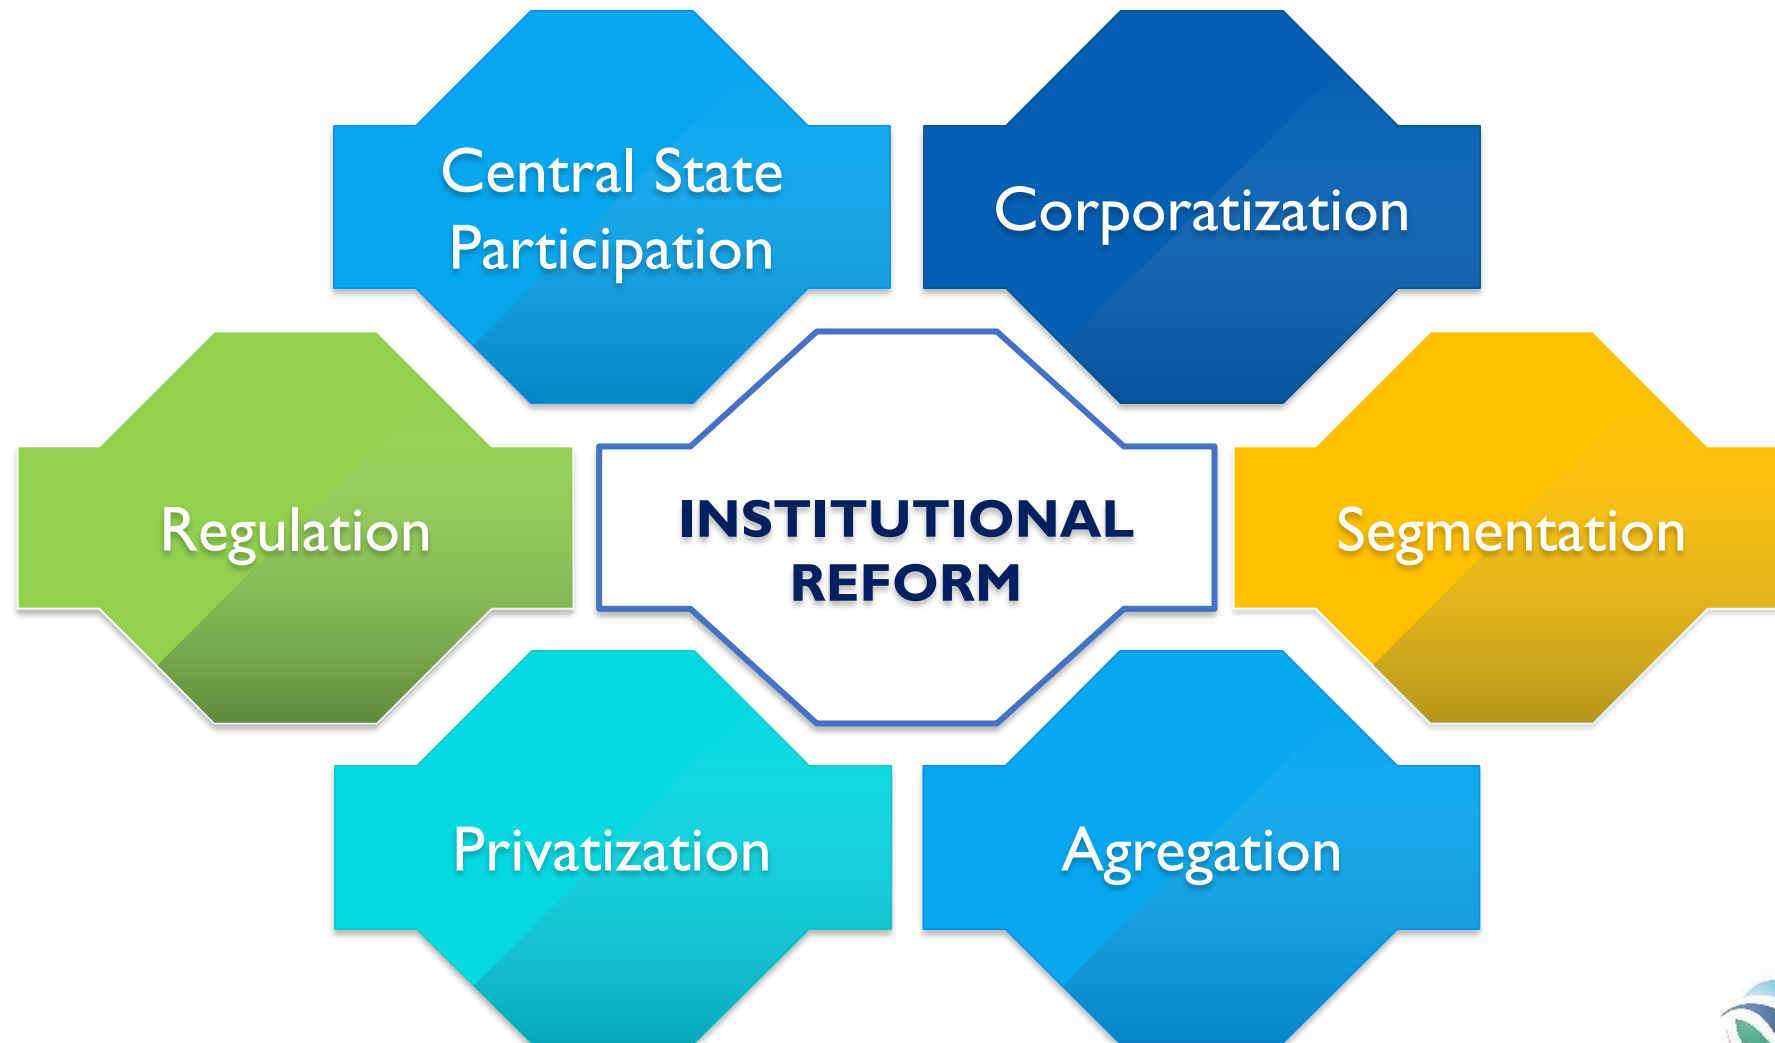 Central State
Participation
Corporatization
Regulation
INSTITUTIONAL
REFORM
Segmentation
Privatization
Agregation